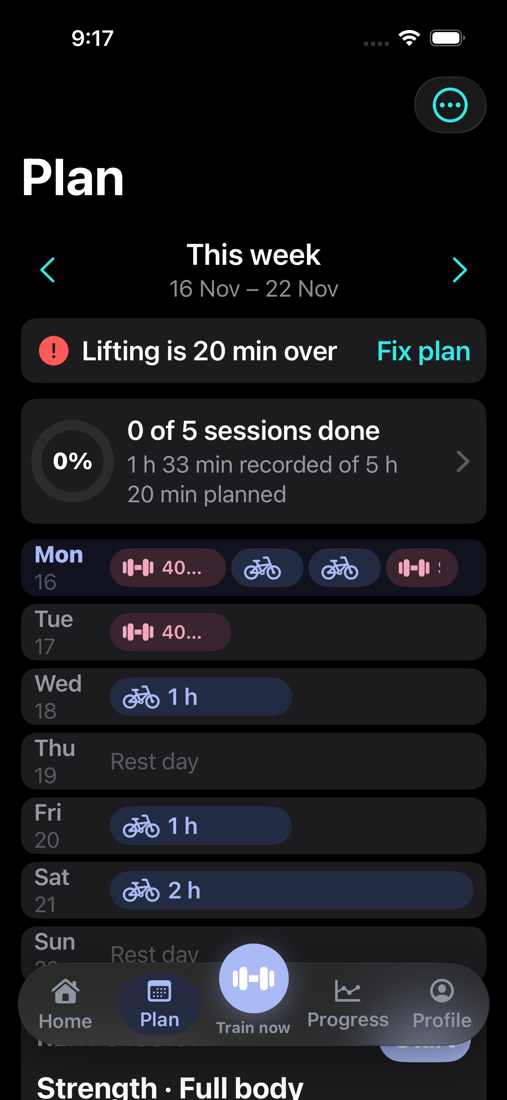 9:17
Plan
This week
16 Nov – 22 Nov
Lifting is 20 min over
Fix plan
0%
0 of 5 sessions done
1 h 33 min recorded of 5 h
20 min planned
Mon
16
40...
Tue
17
40...
Wed
18
1 h
Thu
19
Rest day
Fri
20
1 h
Sat
21
2 h
Sun
Rest day
Home
Plan
Train now
Progress
Profile
Strength · Full body